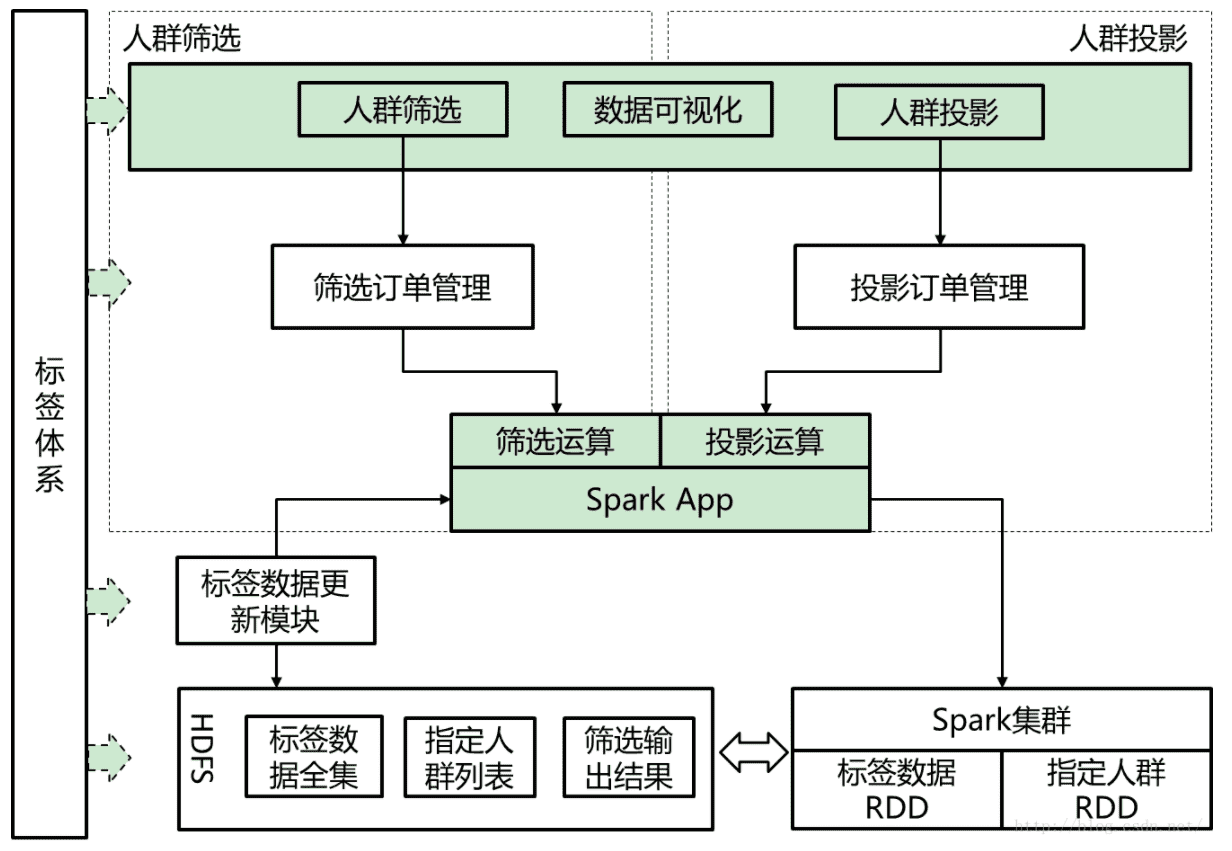 人群筛选
人群投影
人群筛选
数据可视化
人群投影
筛选订单管理
投影订单管理
标
签
体
系
筛选运算
投影运算
Spark App
标签数据更
新模块
HDFS
标签数
据全集
指定人
群列表
筛选输
出结果
Spark集群
标签数据
RDD
指定人群
RDD
http://blog.csdn.net/